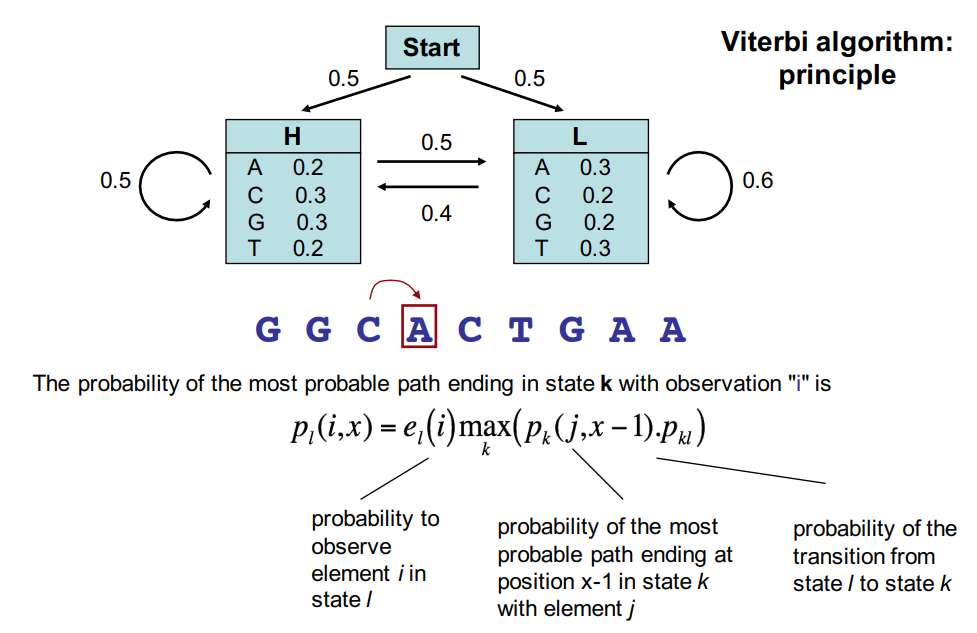 Start
Viterbi algorithm:
principle
0.5
0.5
H
A 0.2
C 0.3
G 0.3
T 0.2
0.5
0.5
0.4
L
A 0.3
C 0.2
G 0.2
T 0.3
0.6
G G C A C T G A A
The probability of the most probable path ending in state k with observation "i" is
p_l(i,x) = e_l(i) max_k (p_k(j,x−1).p_kl)
probability to
observe
element i in
state l
probability of the most
probable path ending at
position x-1 in state k
with element j
probability of the
transition from
state l to state k